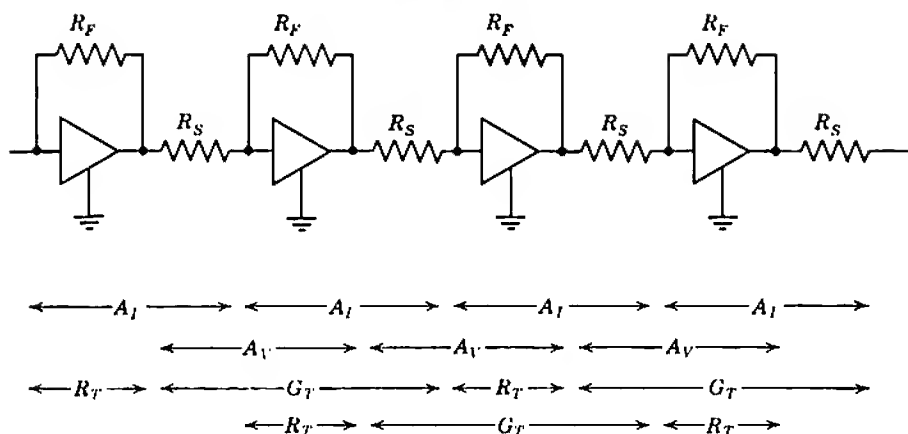 R_F R_F R_F R_F
R_S R_S R_S R_S
A_I A_I A_I A_I
A_V A_V A_V
R_T G_T R_T G_T
R_T G_T R_T